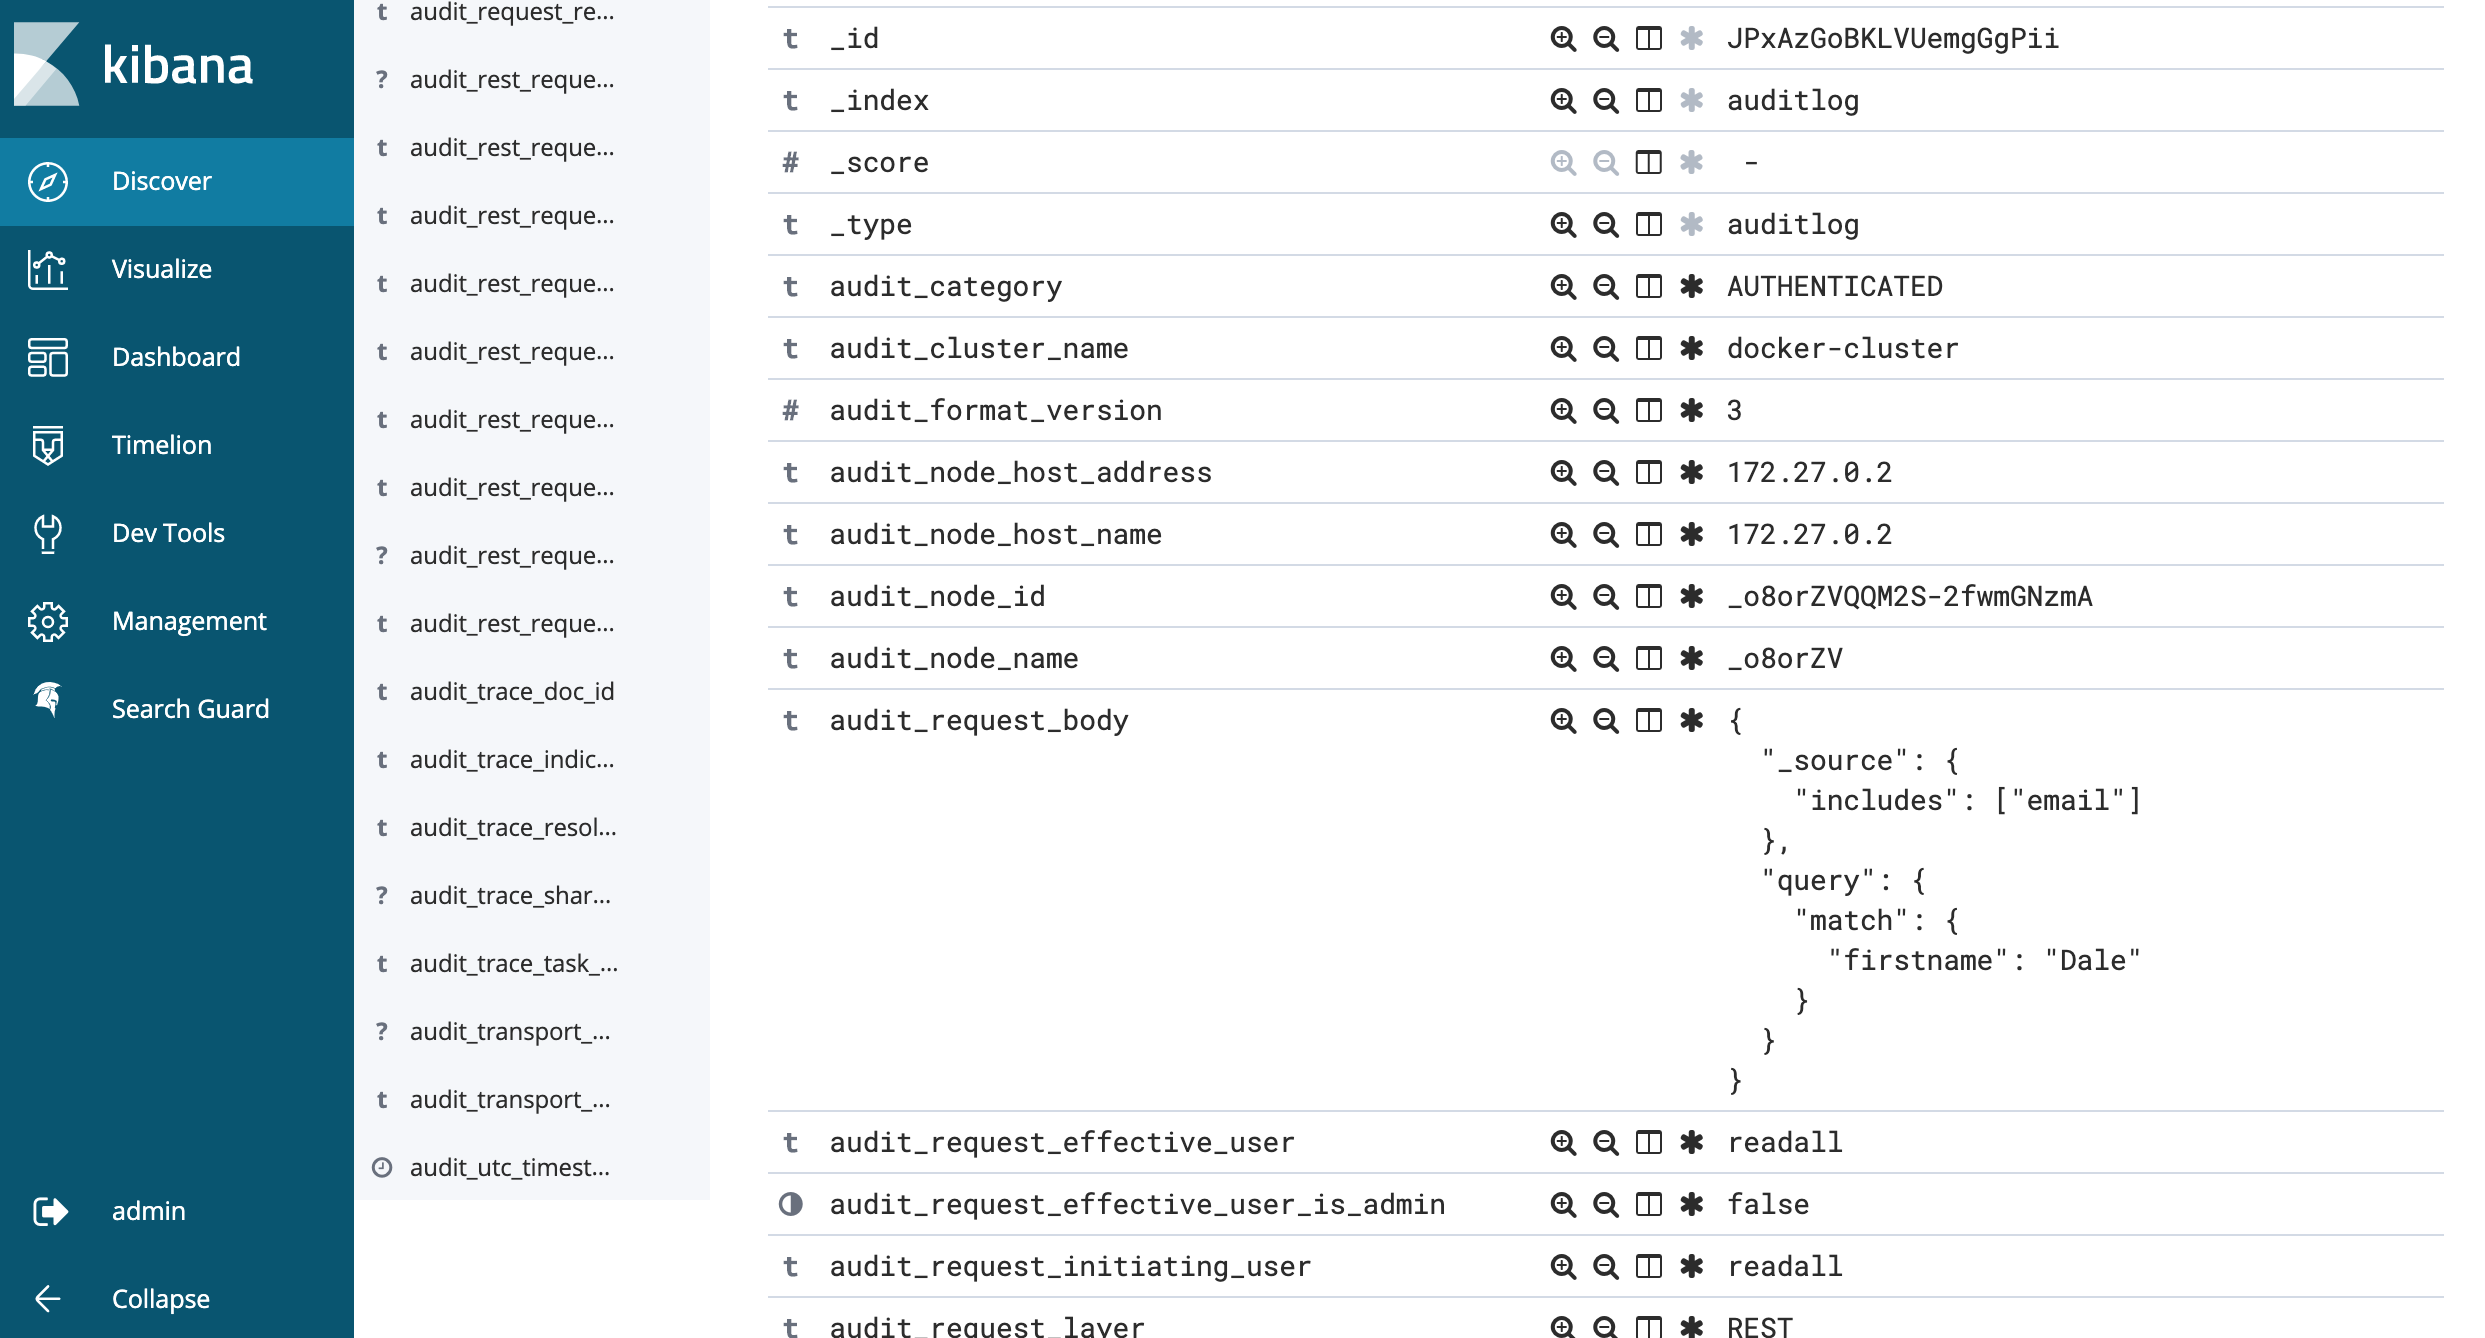 kibana
Discover
Visualize
Dashboard
Timelion
Dev Tools
Management
Search Guard
admin
Collapse
t audit_request_re...
? audit_rest_reque...
t audit_rest_reque...
t audit_rest_reque...
t audit_rest_reque...
t audit_rest_reque...
t audit_rest_reque...
t audit_rest_reque...
? audit_rest_reque...
t audit_rest_reque...
t audit_trace_doc_id
t audit_trace_indic...
t audit_trace_resol...
? audit_trace_shar...
t audit_trace_task_...
? audit_transport_...
t audit_transport_...
audit_utc_timest...
t _id JPxAzGoBKLVUemgGgPii
t _index auditlog
# _score -
t _type auditlog
t audit_category AUTHENTICATED
t audit_cluster_name docker-cluster
# audit_format_version 3
t audit_node_host_address 172.27.0.2
t audit_node_host_name 172.27.0.2
t audit_node_id _o8orZVQQM2S-2fwmGNzmA
t audit_node_name _o8orZV
t audit_request_body {
"_source": {
"includes": ["email"]
},
"query": {
"match": {
"firstname": "Dale"
}
}
}
t audit_request_effective_user readall
audit_request_effective_user_is_admin false
t audit_request_initiating_user readall
t audit_request_layer REST